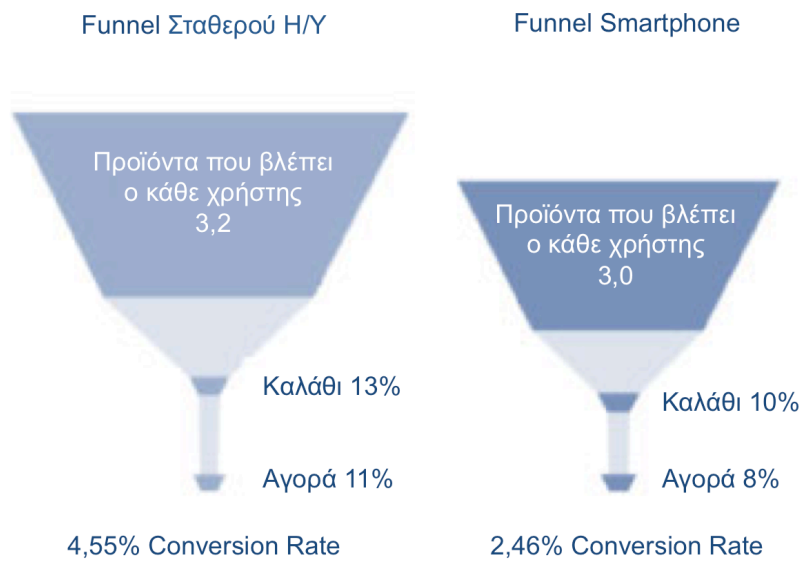 Funnel Σταθερού Η/Υ
Προϊόντα που βλέπει
ο κάθε χρήστης
3,2
Καλάθι 13%
Αγορά 11%
4,55% Conversion Rate
Funnel Smartphone
Προϊόντα που βλέπει
ο κάθε χρήστης
3,0
Καλάθι 10%
Αγορά 8%
2,46% Conversion Rate